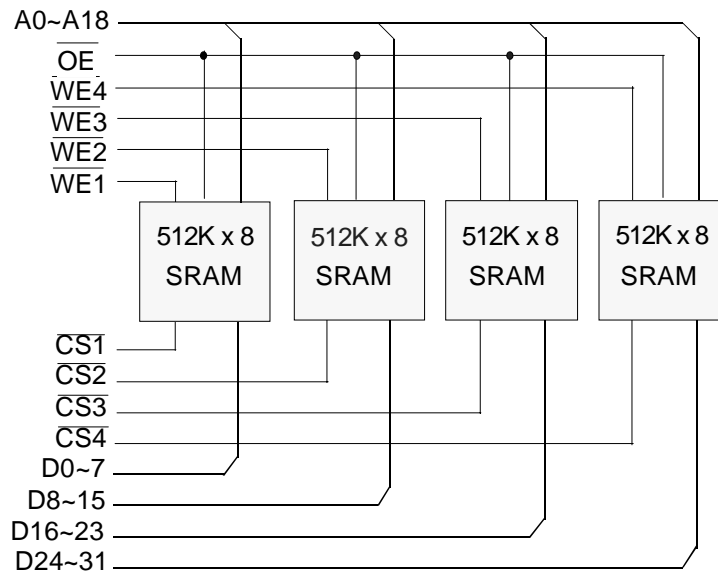 A0~A18
OE
WE4
WE3
WE2
WE1
512K x 8
SRAM
512K x 8
SRAM
512K x 8
SRAM
512K x 8
SRAM
CS1
CS2
CS3
CS4
D0~7
D8~15
D16~23
D24~31